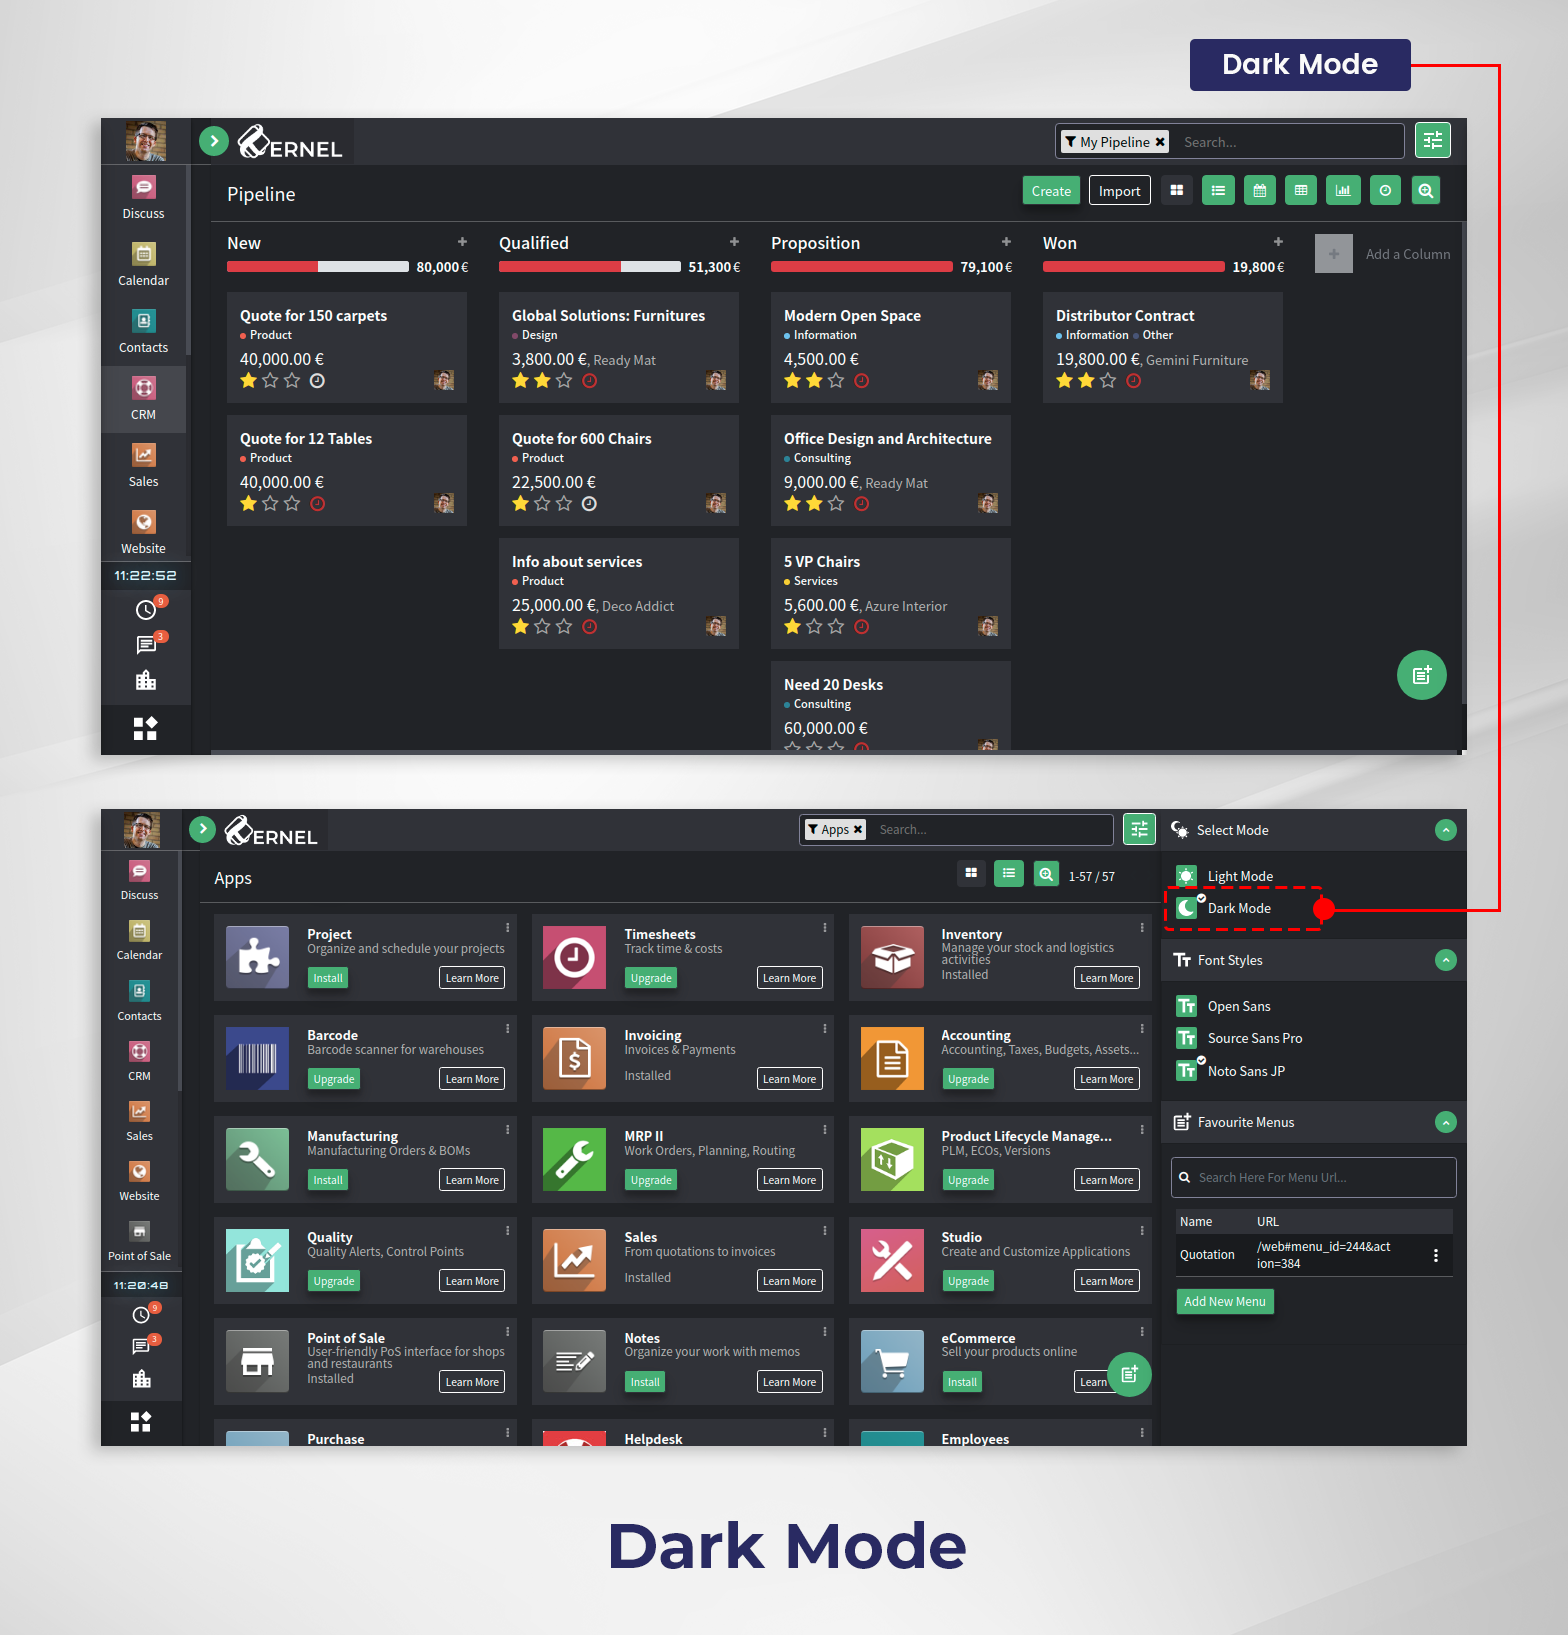 Dark Mode
KERNEL
My Pipeline ✖ Search...
Pipeline
Create Import
Discuss
Calendar
Contacts
CRM
Sales
Website
11:22:52
9
3
New +
80,000 €
Quote for 150 carpets
Product
40,000.00 €
Quote for 12 Tables
Product
40,000.00 €
Qualified +
51,300 €
Global Solutions: Furnitures
Design
3,800.00 €, Ready Mat
Quote for 600 Chairs
Product
22,500.00 €
Info about services
Product
25,000.00 €, Deco Addict
Proposition +
79,100 €
Modern Open Space
Information
4,500.00 €
Office Design and Architecture
Consulting
9,000.00 €, Ready Mat
5 VP Chairs
Services
5,600.00 €, Azure Interior
Need 20 Desks
Consulting
60,000.00 €
Won +
19,800 €
Distributor Contract
Information Other
19,800.00 €, Gemini Furniture
+ Add a Column
KERNEL
Apps ✖ Search...
Apps
1-57 / 57
Discuss
Calendar
Contacts
CRM
Sales
Website
Point of Sale
11:20:48
9
3
Project
Organize and schedule your projects
Install Learn More
Timesheets
Track time & costs
Upgrade Learn More
Inventory
Manage your stock and logistics
activities
Installed Learn More
Barcode
Barcode scanner for warehouses
Upgrade Learn More
Invoicing
Invoices & Payments
Installed Learn More
Accounting
Accounting, Taxes, Budgets, Assets...
Upgrade Learn More
Manufacturing
Manufacturing Orders & BOMs
Install Learn More
MRP II
Work Orders, Planning, Routing
Upgrade Learn More
Product Lifecycle Manage...
PLM, ECOs, Versions
Upgrade Learn More
Quality
Quality Alerts, Control Points
Upgrade Learn More
Sales
From quotations to invoices
Installed Learn More
Studio
Create and Customize Applications
Upgrade Learn More
Point of Sale
User-friendly PoS interface for shops
and restaurants
Installed Learn More
Notes
Organize your work with memos
Install Learn More
eCommerce
Sell your products online
Install Learn
Purchase
Helpdesk
Employees
Select Mode
Light Mode
Dark Mode
Font Styles
Open Sans
Source Sans Pro
Noto Sans JP
Favourite Menus
Search Here For Menu Url...
Name URL
Quotation /web#menu_id=244&act
ion=384
Add New Menu
Dark Mode